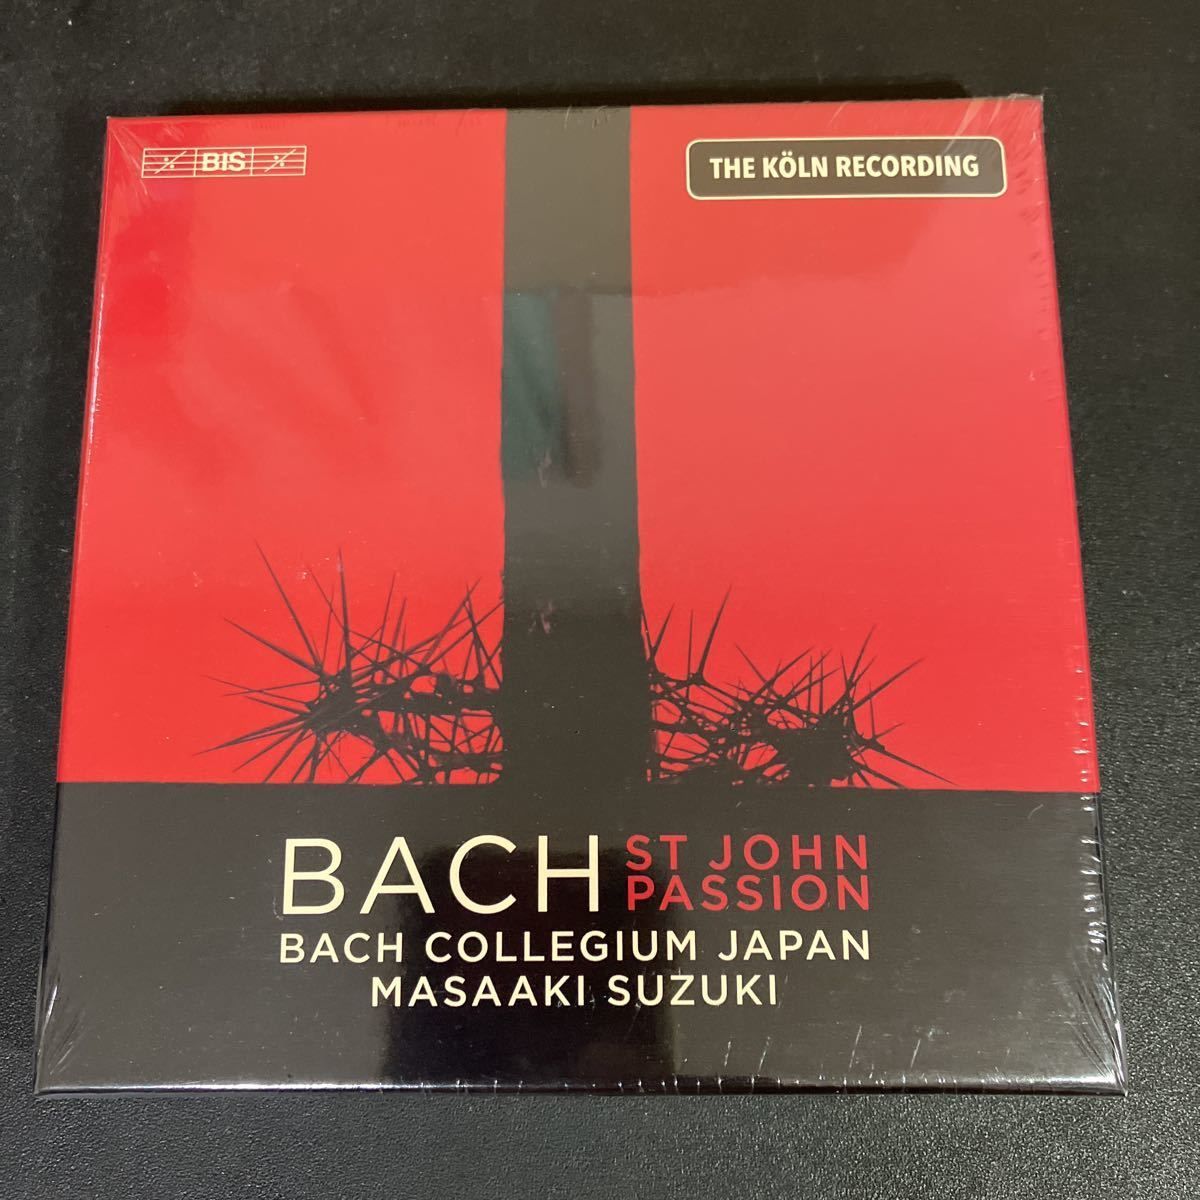 BIS
THE KÖLN RECORDING
BACH
ST JOHN
PASSION
BACH COLLEGIUM JAPAN
MASAAKI SUZUKI